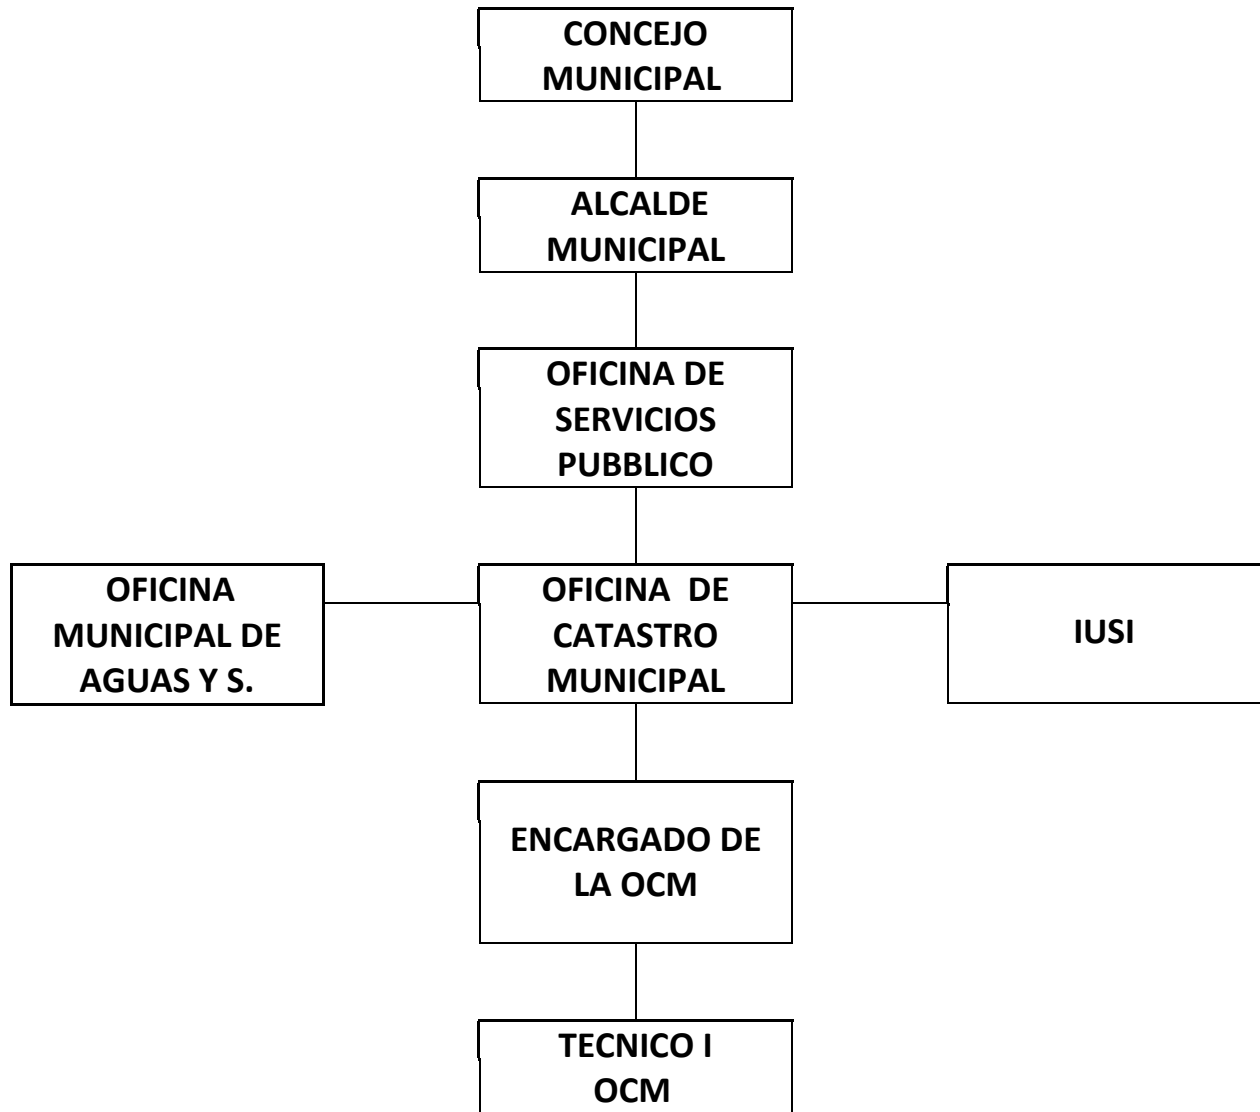 CONCEJO
MUNICIPAL
ALCALDE
MUNICIPAL
OFICINA DE
SERVICIOS
PUBBLICO
OFICINA
MUNICIPAL DE
AGUAS Y S.
OFICINA  DE
CATASTRO
MUNICIPAL
IUSI
ENCARGADO DE
LA OCM
TECNICO I
OCM